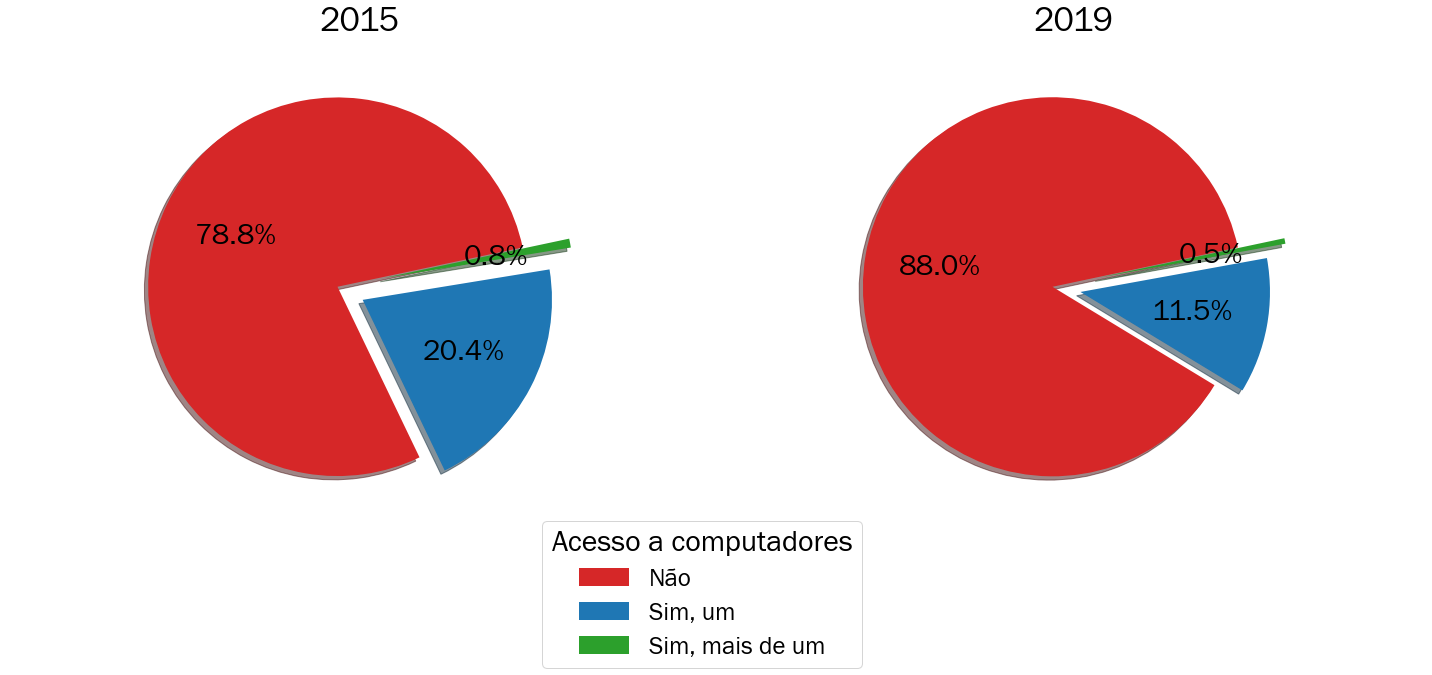 2015
2019
78.8%
0.8%
20.4%
88.0%
0.5%
11.5%
Acesso a computadores
Não
Sim, um
Sim, mais de um